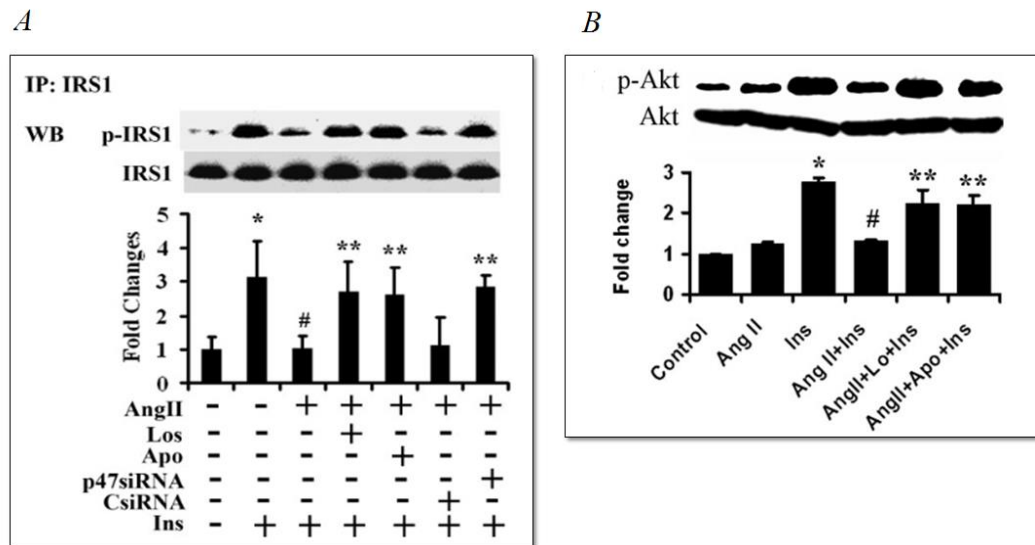 A
B
IP: IRS1
WB p-IRS1
IRS1
5
4
3
2
1
0
Fold Changes
*
#
**
**
**
AngII - - + + + + +
Los - - - + - - -
Apo - - - - + - -
p47siRNA - - - - - - +
CsiRNA - - - - - + -
Ins - + + + + + +
p-Akt
Akt
3
2
1
0
Fold change
*
#
**
**
Control
Ang II
Ins
Ang II+Ins
AngII+Lo+Ins
AngII+Apo+Ins